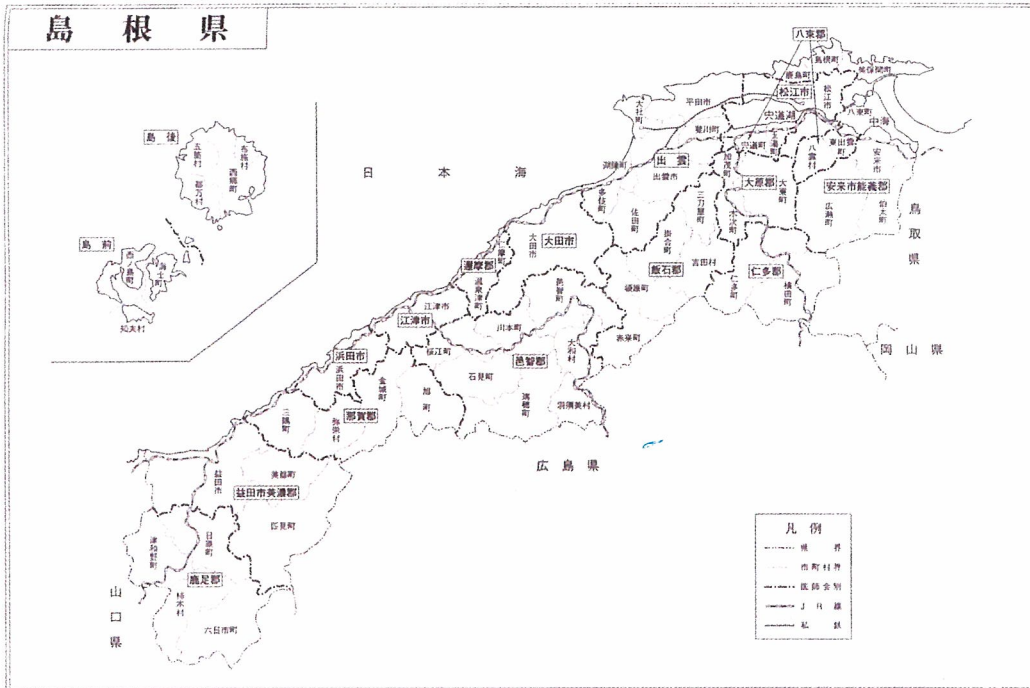 島根県
八束郡
島根町
鹿島町
美保関町
松江市
松江市
八束町
中海
平田市
大社町
宍道湖
斐川町
宍道町
玉湯町
八雲村
東出雲町
安来市
出雲
出雲市
湖陵町
多伎町
佐田町
加茂町
大原郡
大東町
木次町
三刀屋町
掛合町
吉田村
飯石郡
頓原町
赤来町
安来市能義郡
広瀬町
伯太町
鳥取県
仁多郡
仁多町
横田町
岡山県
日本海
島後
五箇村
布施村
西郷町
都万村
島前
西ノ島町
海士町
知夫村
大田市
大田市
仁摩町
邇摩郡
温泉津町
江津市
江津市
邑智町
川本町
大和村
桜江町
邑智郡
石見町
瑞穂町
羽須美村
浜田市
浜田市
金城町
旭町
那賀郡
三隅町
弥栄村
広島県
益田市
美都町
益田市美濃郡
匹見町
津和野町
日原町
鹿足郡
柿木村
六日市町
山口県
凡例
県界
市町村界
医師会別
JR線
私鉄